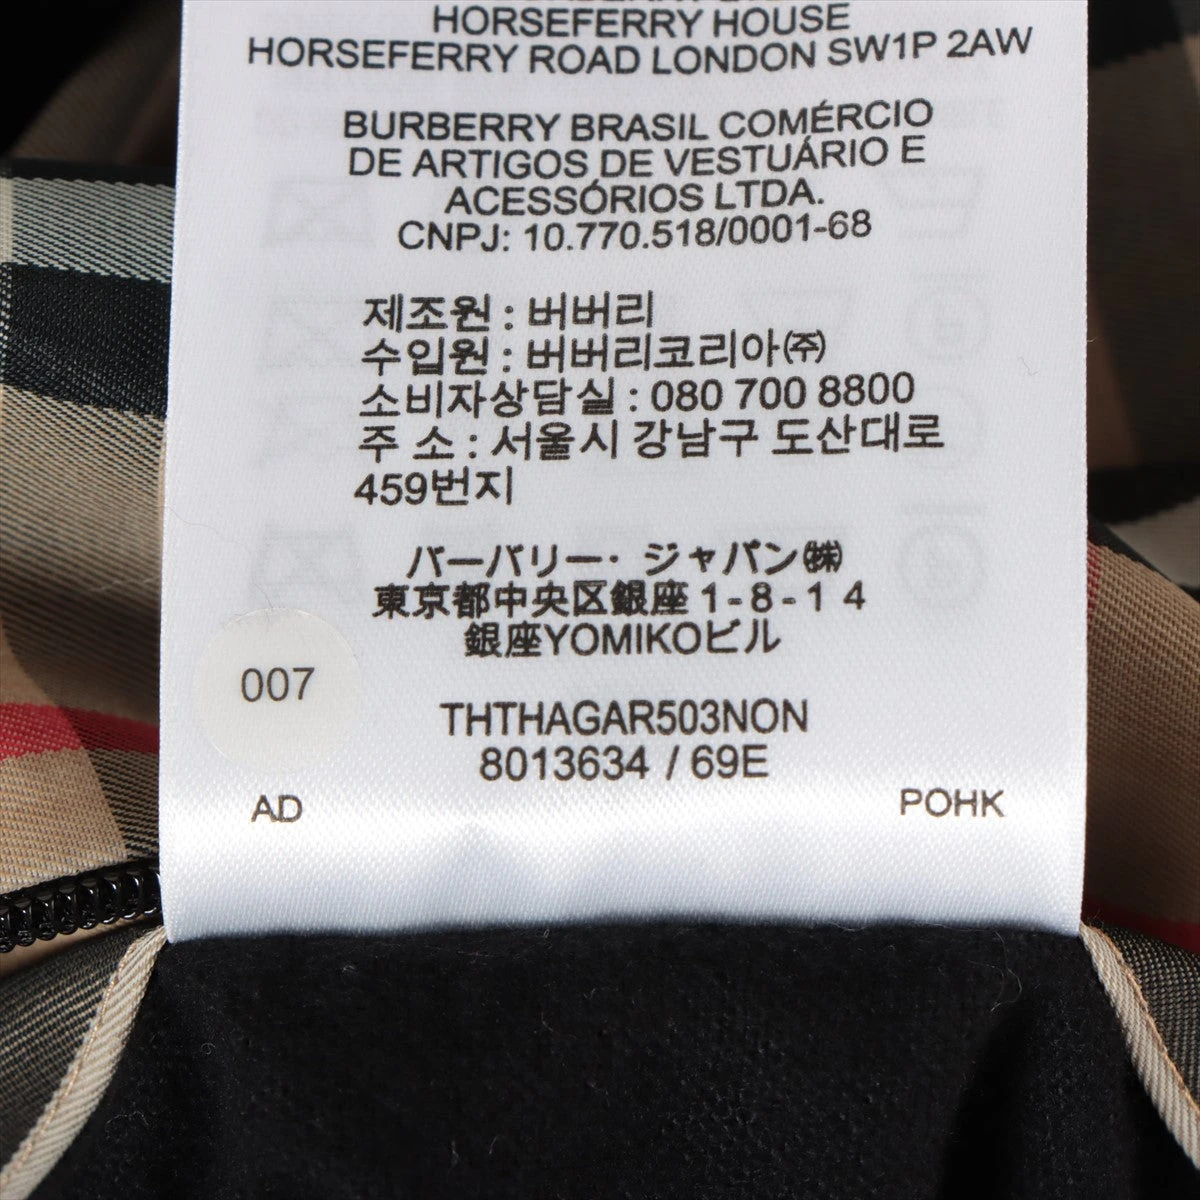 HORSEFERRY HOUSE
HORSEFERRY ROAD LONDON SW1P 2AW
BURBERRY BRASIL COMÉRCIO
DE ARTIGOS DE VESTUÁRIO E
ACESSÓRIOS LTDA.
CNPJ: 10.770.518/0001-68
제조원 : 버버리
수입원 : 버버리코리아㈜
소비자상담실 : 080 700 8800
주 소 : 서울시 강남구 도산대로
459번지
バーバリー・ジャパン㈱
東京都中央区銀座 1 - 8 - 1 4
銀座YOMIKOビル
007
THTHAGAR503NON
8013634 / 69E
AD
POHK